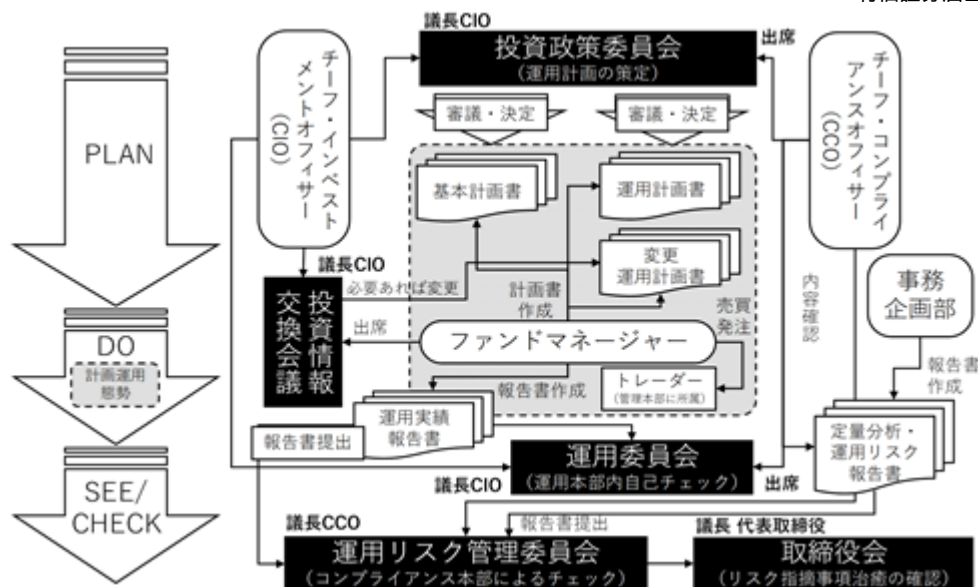 議長CIO
投資政策委員会
(運用計画の策定)
出席
チーフ・インベスト
メントオフィサー
(CIO)
チーフ・コンプライ
アンスオフィサー
(CCO)
審議・決定
審議・決定
PLAN
基本計画書
運用計画書
変更
運用計画書
議長CIO
必要あれば変更
計画書
作成
売買
発注
内容確認
事務
企画部
投資情報
交換会議
出席
ファンドマネージャー
DO
計画運用
態勢
報告書作成
トレーダー
(管理本部に所属)
報告書
作成
運用実績
報告書
報告書提出
定量分析・
運用リスク
報告書
運用委員会
(運用本部内自己チェック)
議長CIO
出席
SEE/
CHECK
議長CCO
報告書提出
議長 代表取締役
運用リスク管理委員会
(コンプライアンス本部によるチェック)
取締役会
(リスク指摘事項治癒の確認)